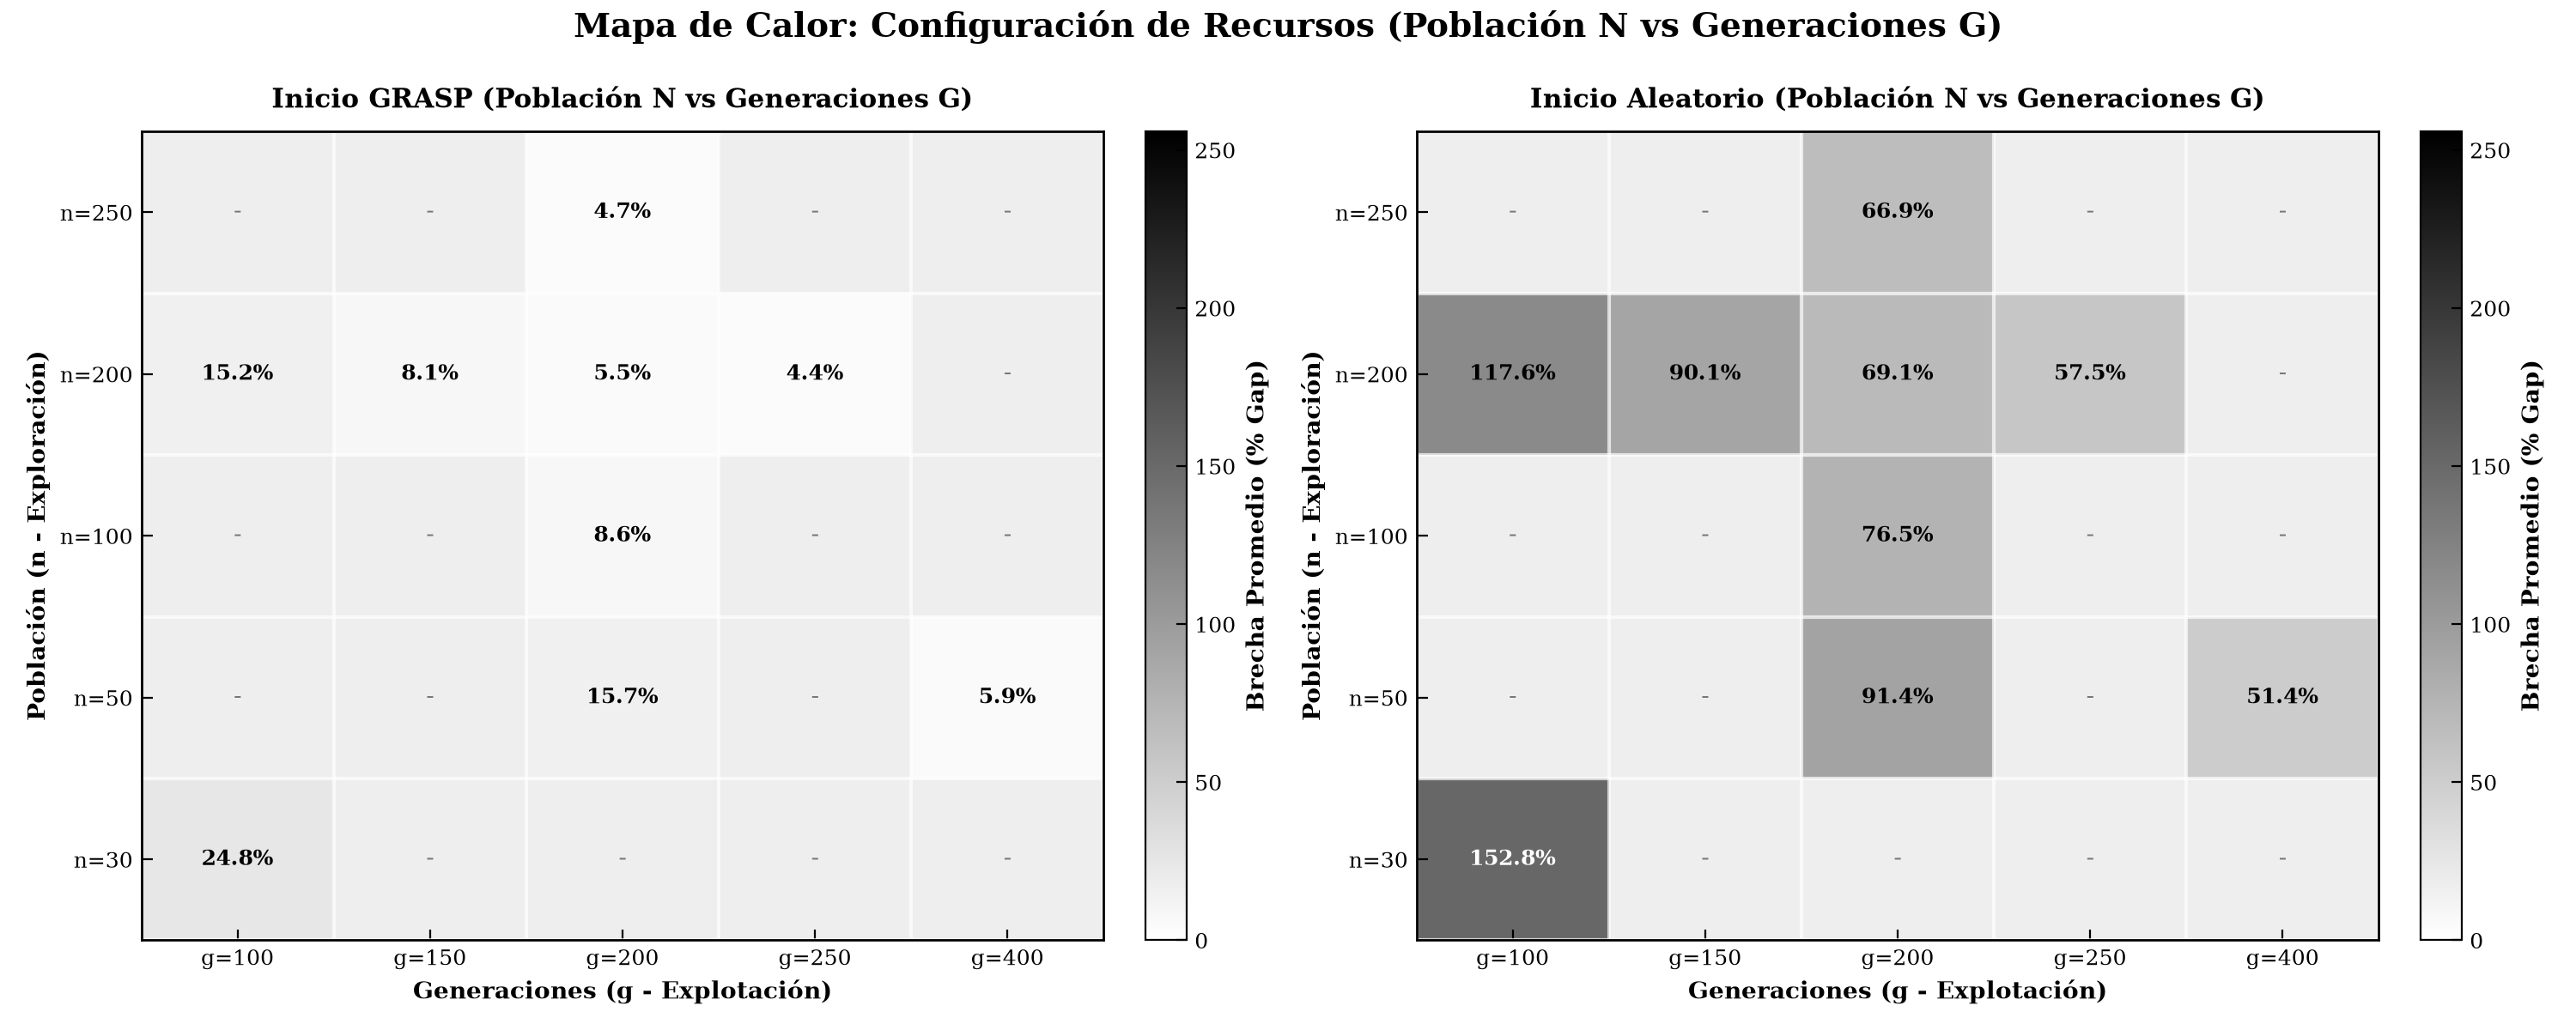 Mapa de Calor: Configuración de Recursos (Población N vs Generaciones G)
Inicio GRASP (Población N vs Generaciones G)
Población (n - Exploración)
n=250 - - 4.7% - -
n=200 15.2% 8.1% 5.5% 4.4% -
n=100 - - 8.6% - -
n=50 - - 15.7% - 5.9%
n=30 24.8% - - - -
g=100 g=150 g=200 g=250 g=400
Generaciones (g - Explotación)
250
200
150
100
50
0
Brecha Promedio (% Gap)
Inicio Aleatorio (Población N vs Generaciones G)
Población (n - Exploración)
n=250 - - 66.9% - -
n=200 117.6% 90.1% 69.1% 57.5% -
n=100 - - 76.5% - -
n=50 - - 91.4% - 51.4%
n=30 152.8% - - - -
g=100 g=150 g=200 g=250 g=400
Generaciones (g - Explotación)
250
200
150
100
50
0
Brecha Promedio (% Gap)